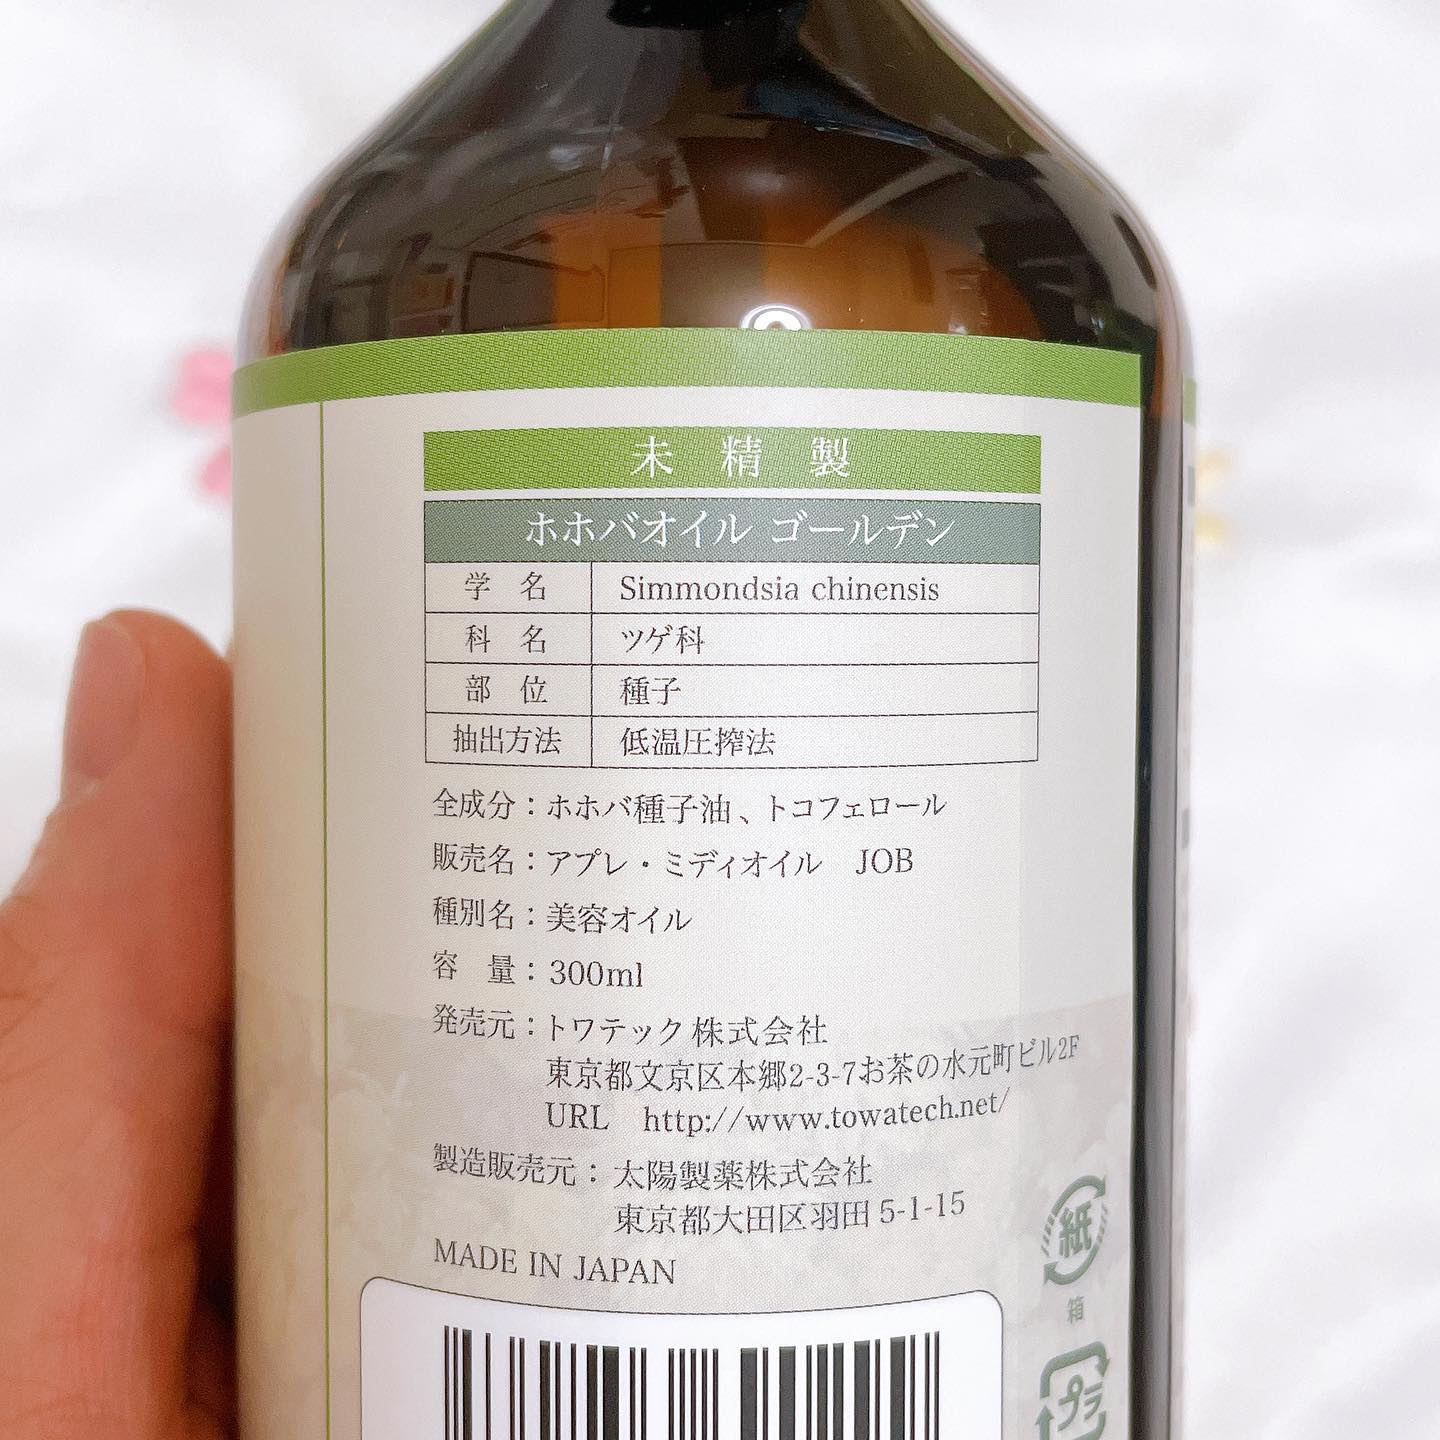 未精製
ホホバオイル ゴールデン
学名 Simmondsia chinensis
科名 ツゲ科
部位 種子
抽出方法 低温圧搾法
全成分：ホホバ種子油、トコフェロール
販売名：アプレ・ミディオイル JOB
種別名：美容オイル
容量：300ml
発売元：トワテック株式会社
東京都文京区本郷2-3-7お茶の水元町ビル2F
URL http://www.towatech.net/
製造販売元：太陽製薬株式会社
東京都大田区羽田5-1-15
MADE IN JAPAN
紙
箱
プラ